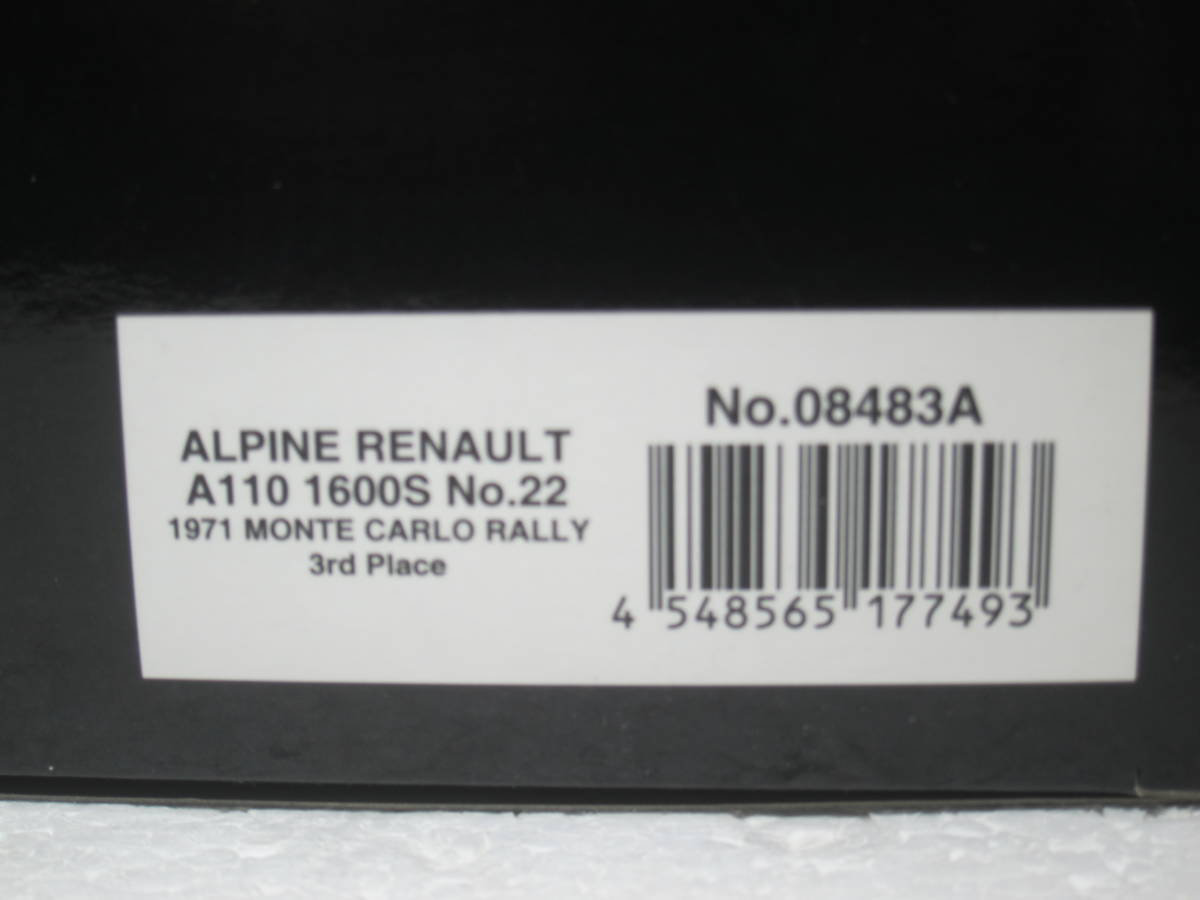 ALPINE RENAULT
A110 1600S No.22
1971 MONTE CARLO RALLY
3rd Place
No.08483A
4 548565 177493